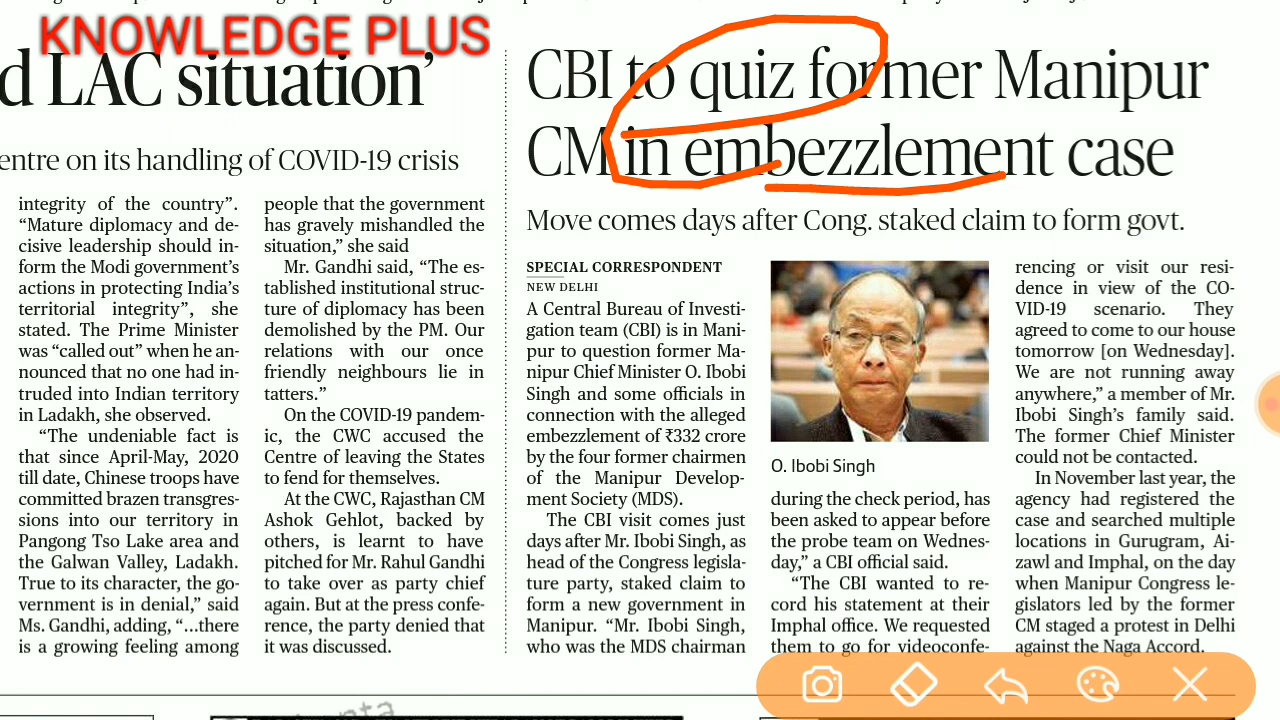 KNOWLEDGE PLUS
d LAC situation’
entre on its handling of COVID-19 crisis
integrity of the country”.
“Mature diplomacy and de-
cisive leadership should in-
form the Modi government’s
actions in protecting India’s
territorial integrity”, she
stated. The Prime Minister
was “called out” when he an-
nounced that no one had in-
truded into Indian territory
in Ladakh, she observed.
“The undeniable fact is
that since April-May, 2020
till date, Chinese troops have
committed brazen transgres-
sions into our territory in
Pangong Tso Lake area and
the Galwan Valley, Ladakh.
True to its character, the go-
vernment is in denial,” said
Ms. Gandhi, adding, “...there
is a growing feeling among
people that the government
has gravely mishandled the
situation,” she said
Mr. Gandhi said, “The es-
tablished institutional struc-
ture of diplomacy has been
demolished by the PM. Our
relations with our once
friendly neighbours lie in
tatters.”
On the COVID-19 pandem-
ic, the CWC accused the
Centre of leaving the States
to fend for themselves.
At the CWC, Rajasthan CM
Ashok Gehlot, backed by
others, is learnt to have
pitched for Mr. Rahul Gandhi
to take over as party chief
again. But at the press confe-
rence, the party denied that
it was discussed.
CBI to quiz former Manipur
CM in embezzlement case
Move comes days after Cong. staked claim to form govt.
SPECIAL CORRESPONDENT
NEW DELHI
A Central Bureau of Investi-
gation team (CBI) is in Mani-
pur to question former Ma-
nipur Chief Minister O. Ibobi
Singh and some officials in
connection with the alleged
embezzlement of ₹332 crore
by the four former chairmen
of the Manipur Develop-
ment Society (MDS).
The CBI visit comes just
days after Mr. Ibobi Singh, as
head of the Congress legisla-
ture party, staked claim to
form a new government in
Manipur. “Mr. Ibobi Singh,
who was the MDS chairman
O. Ibobi Singh
during the check period, has
been asked to appear before
the probe team on Wednes-
day,” a CBI official said.
“The CBI wanted to re-
cord his statement at their
Imphal office. We requested
them to go for videoconfe-
rencing or visit our resi-
dence in view of the CO-
VID-19 scenario. They
agreed to come to our house
tomorrow [on Wednesday].
We are not running away
anywhere,” a member of Mr.
Ibobi Singh’s family said.
The former Chief Minister
could not be contacted.
In November last year, the
agency had registered the
case and searched multiple
locations in Gurugram, Ai-
zawl and Imphal, on the day
when Manipur Congress le-
gislators led by the former
CM staged a protest in Delhi
against the Naga Accord.